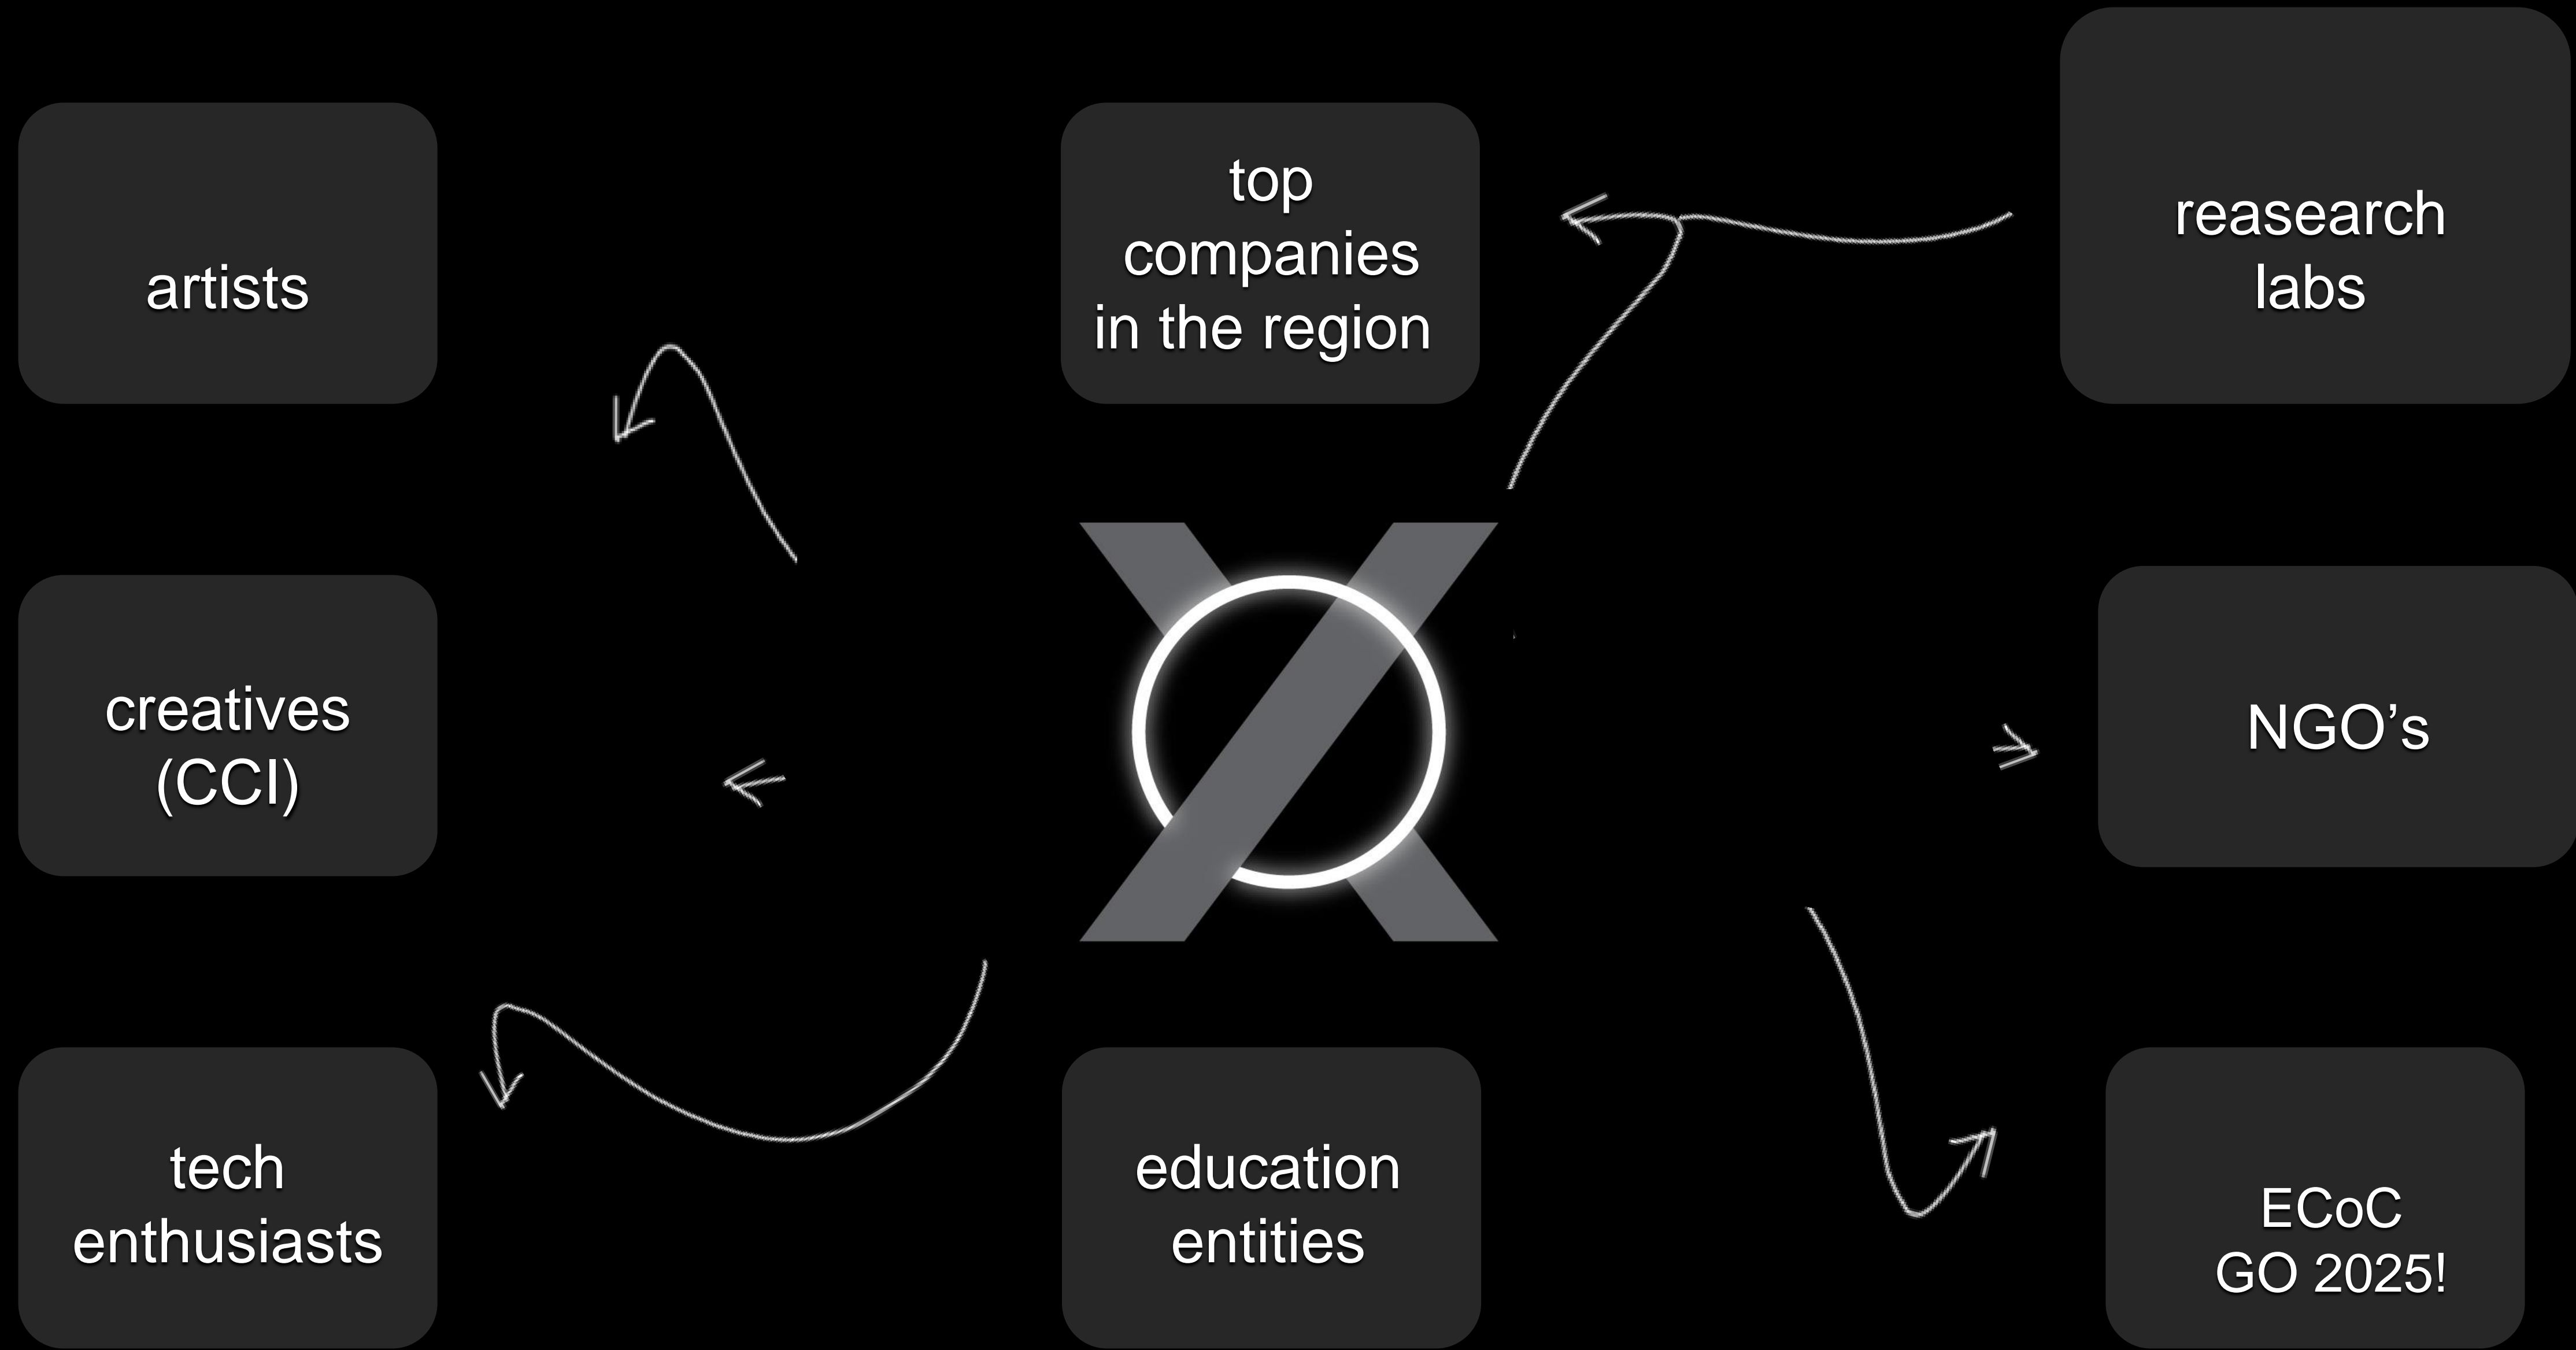 artists
top
companies
in the region
reasearch
labs
creatives
(CCI)
NGO’s
tech
enthusiasts
education
entities
ECoC
GO 2025!